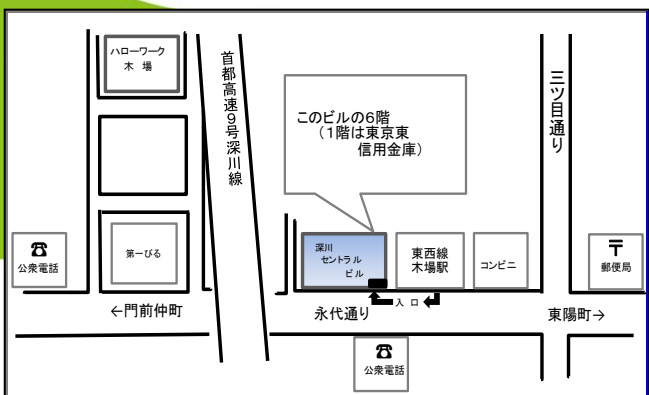 ハローワーク
木 場
首都高速9号深川線
このビルの6階
(1階は東京東
信用金庫)
三ツ目通り
公衆電話
第一びる
深川
セントラル
ビル
東西線
木場駅
コンビニ
〒
郵便局
入 口
←門前仲町
永代通り
東陽町→
公衆電話